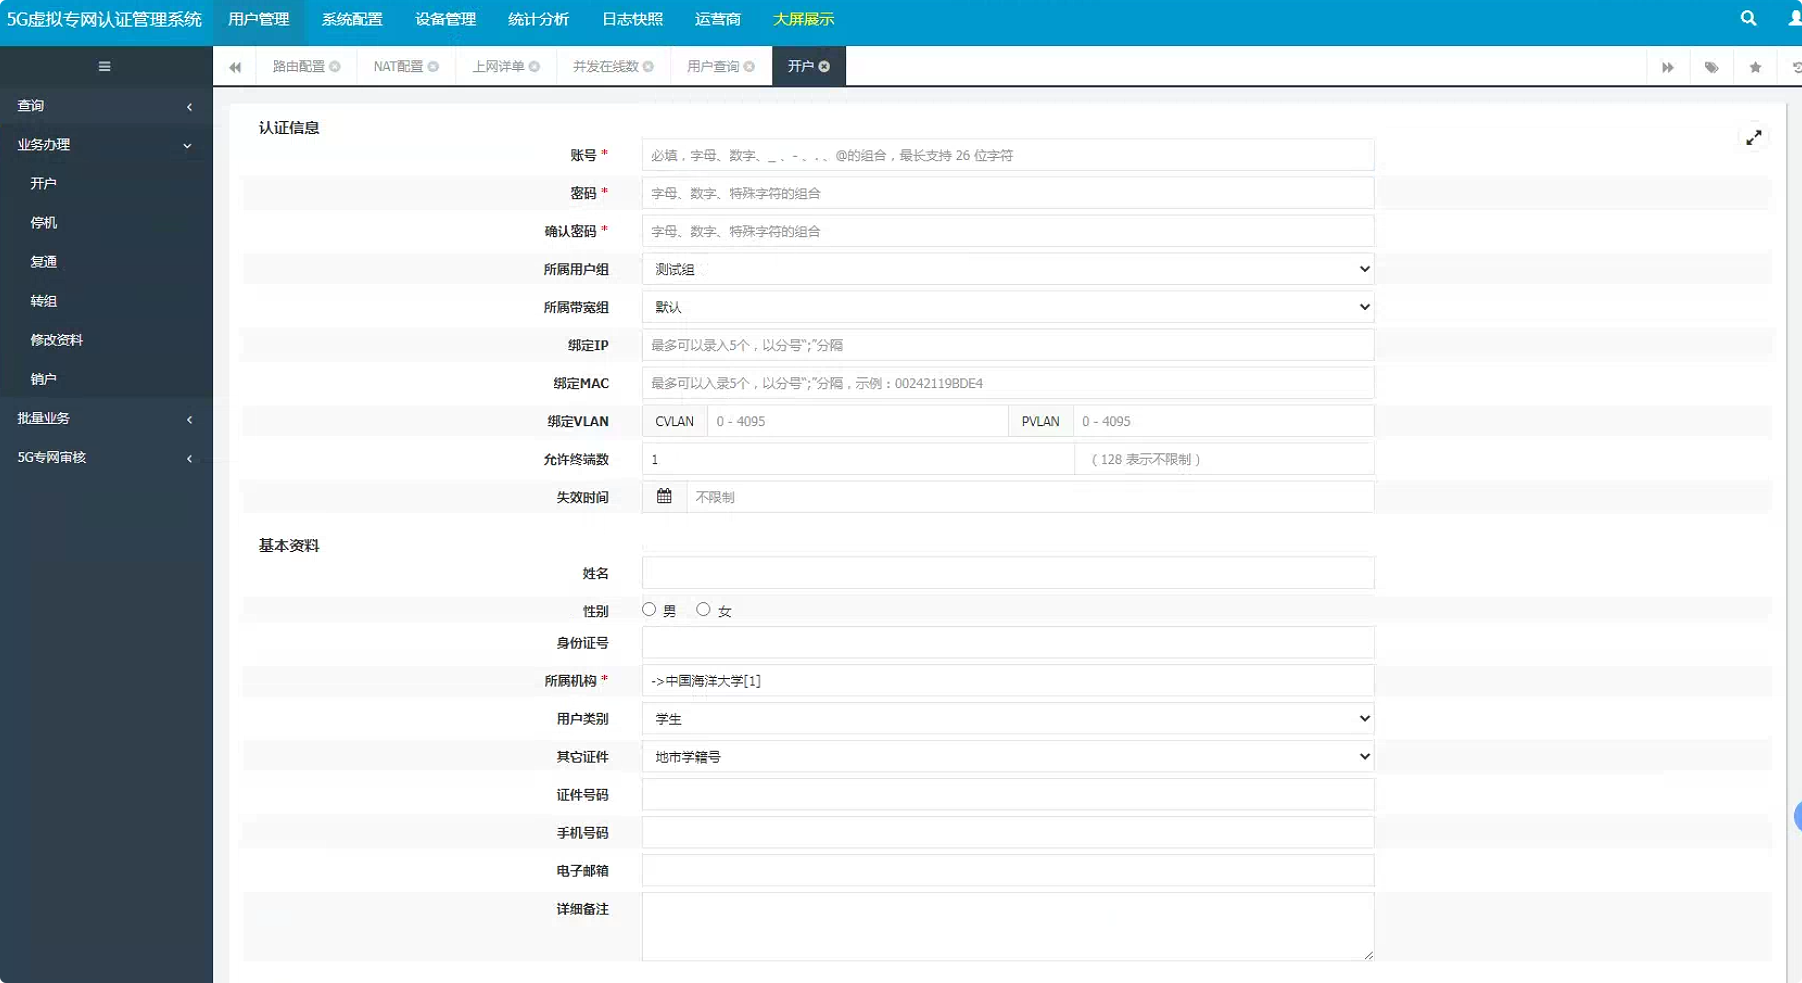 5G虚拟专网认证管理系统 用户管理 系统配置 设备管理 统计分析 日志快照 运营商 大屏展示
路由配置 NAT配置 上网详单 并发在线数 用户查询 开户
查询
业务办理
开户
停机
复通
转组
修改资料
销户
批量业务
5G专网审核
认证信息
账号 * 必填，字母、数字、_ 、- 、. 、@的组合，最长支持 26 位字符
密码 * 字母、数字、特殊字符的组合
确认密码 * 字母、数字、特殊字符的组合
所属用户组 测试组
所属带宽组 默认
绑定IP 最多可以录入5个，以分号";"分隔
绑定MAC 最多可以入录5个，以分号";"分隔，示例：00242119BDE4
绑定VLAN CVLAN 0 - 4095 PVLAN 0 - 4095
允许终端数 1 （ 128 表示不限制 ）
失效时间 不限制
基本资料
姓名
性别 男 女
身份证号
所属机构 * ->中国海洋大学[1]
用户类别 学生
其它证件 地市学籍号
证件号码
手机号码
电子邮箱
详细备注